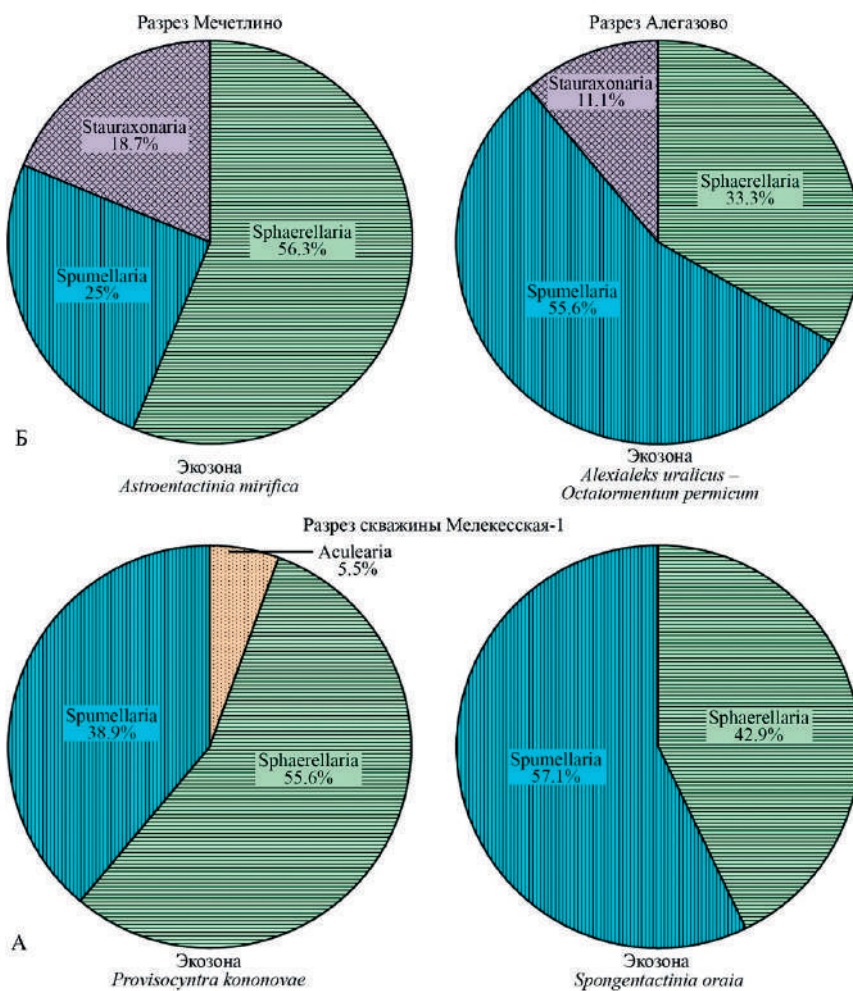 Разрез Мечетлино
Stauraxonaria
18.7%
Sphaerellaria
56.3%
Spumellaria
25%
Б
Экозона
Astroentactinia mirifica
Разрез Алегазово
Stauraxonaria
11.1%
Sphaerellaria
33.3%
Spumellaria
55.6%
Экозона
Alexialeks uralicus –
Octatormentum permicum
Разрез скважины Мелекесская-1
Aculearia
5.5%
Spumellaria
38.9%
Sphaerellaria
55.6%
А
Экозона
Provisocyntra kononovae
Sphaerellaria
42.9%
Spumellaria
57.1%
Экозона
Spongentactinia oraia